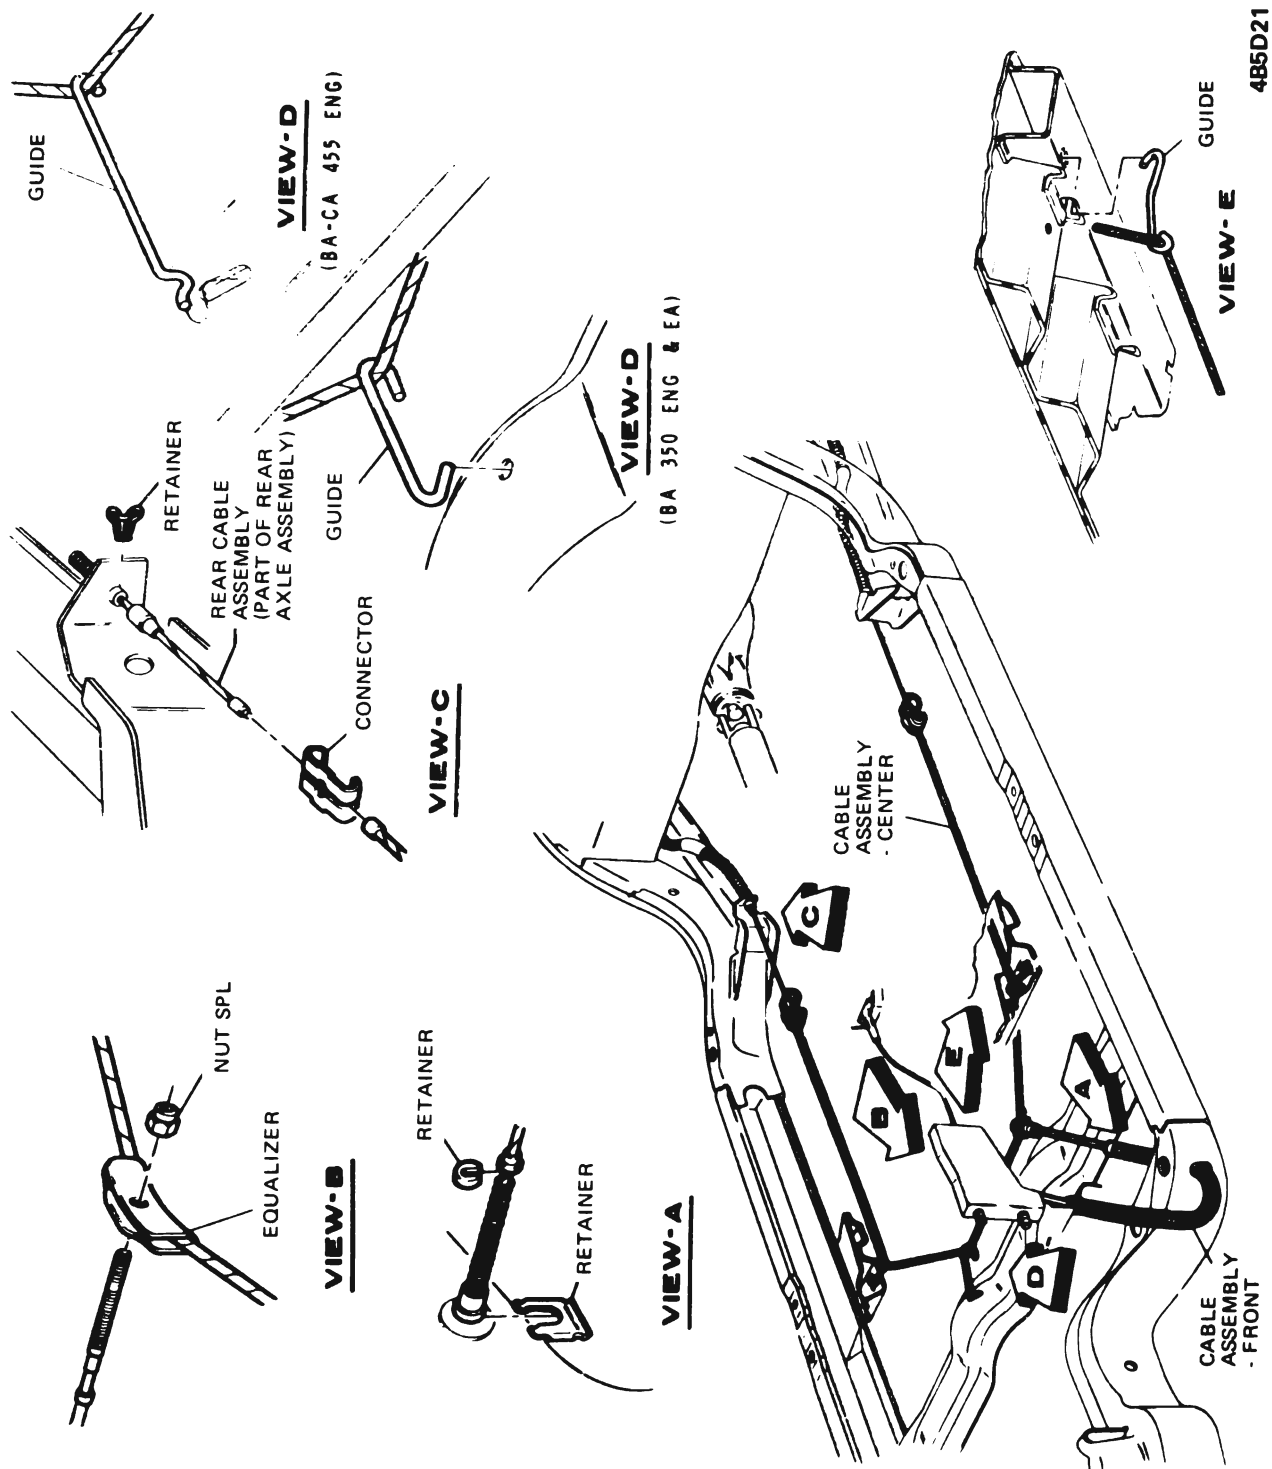 GUIDE
VIEW-D
(BA-CA 455 ENG)
RETAINER
REAR CABLE
ASSEMBLY
(PART OF REAR
AXLE ASSEMBLY)
CONNECTOR
VIEW-C
GUIDE
VIEW-D
(BA 350 ENG & EA)
GUIDE
VIEW-E
NUT SPL
EQUALIZER
VIEW-B
RETAINER
RETAINER
VIEW-A
CABLE
ASSEMBLY
- CENTER
C
B
E
A
D
CABLE
ASSEMBLY
- FRONT
4B5D21